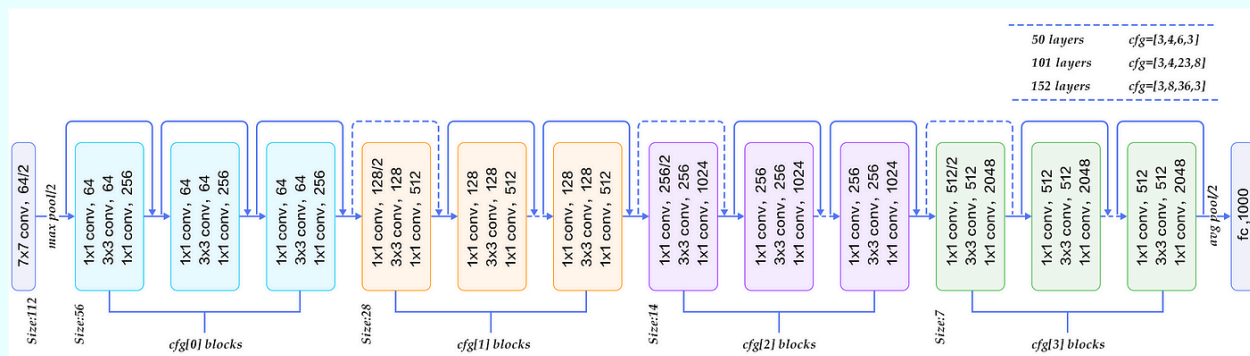 50 layers cfg=[3,4,6,3]
101 layers cfg=[3,4,23,8]
152 layers cfg=[3,8,36,3]
7x7 conv, 64/2
max pool/2
1x1 conv, 64
3x3 conv, 64
1x1 conv, 256
1x1 conv, 64
3x3 conv, 64
1x1 conv, 256
1x1 conv, 64
3x3 conv, 64
1x1 conv, 256
1x1 conv, 128/2
3x3 conv, 128
1x1 conv, 512
1x1 conv, 128
3x3 conv, 128
1x1 conv, 512
1x1 conv, 128
3x3 conv, 128
1x1 conv, 512
1x1 conv, 256/2
3x3 conv, 256
1x1 conv, 1024
1x1 conv, 256
3x3 conv, 256
1x1 conv, 1024
1x1 conv, 256
3x3 conv, 256
1x1 conv, 1024
1x1 conv, 512/2
3x3 conv, 512
1x1 conv, 2048
1x1 conv, 512
3x3 conv, 512
1x1 conv, 2048
1x1 conv, 512
3x3 conv, 512
1x1 conv, 2048
avg pool/2
fc,1000
Size:112
Size:56
Size:28
Size:14
Size:7
cfg[0] blocks
cfg[1] blocks
cfg[2] blocks
cfg[3] blocks